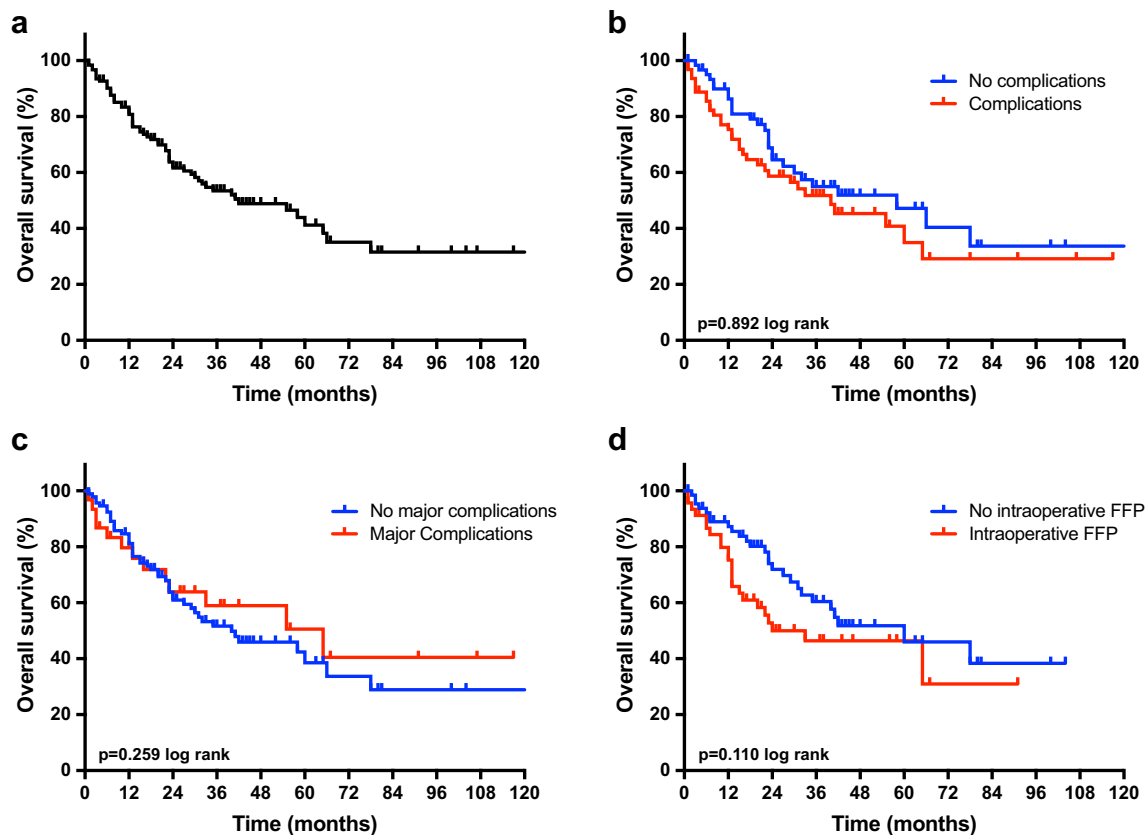 a
Overall survival (%)
100
80
60
40
20
0
0 12 24 36 48 60 72 84 96 108 120
Time (months)
b
Overall survival (%)
100
80
60
40
20
0
No complications
Complications
p=0.892 log rank
0 12 24 36 48 60 72 84 96 108 120
Time (months)
c
Overall survival (%)
100
80
60
40
20
0
No major complications
Major Complications
p=0.259 log rank
0 12 24 36 48 60 72 84 96 108 120
Time (months)
d
Overall survival (%)
100
80
60
40
20
0
No intraoperative FFP
Intraoperative FFP
p=0.110 log rank
0 12 24 36 48 60 72 84 96 108 120
Time (months)